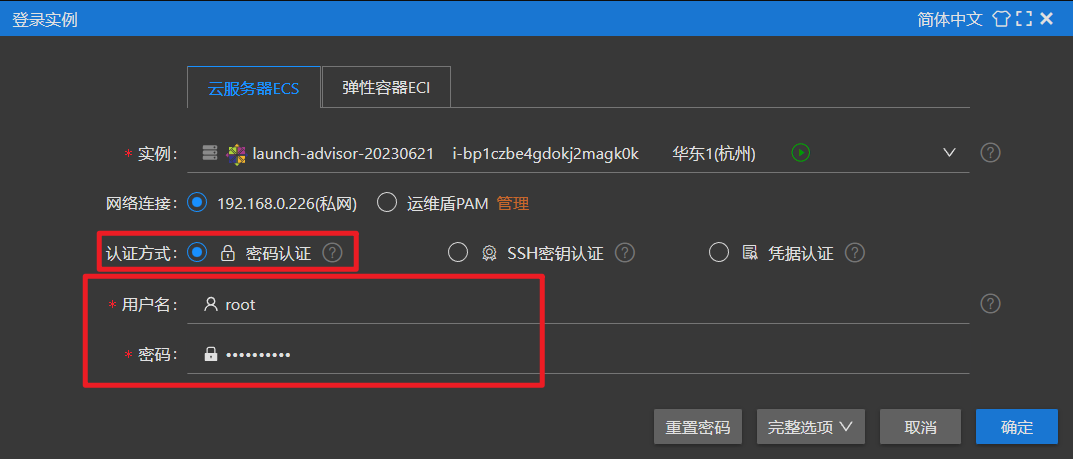 登录实例 简体中文
云服务器ECS 弹性容器ECI
* 实例: launch-advisor-20230621 i-bp1czbe4gdokj2magk0k 华东1(杭州)
网络连接: 192.168.0.226(私网) 运维盾PAM 管理
认证方式: 密码认证 ? SSH密钥认证 ? 凭据认证 ?
* 用户名: root
* 密码: ••••••••••
重置密码 完整选项 取消 确定